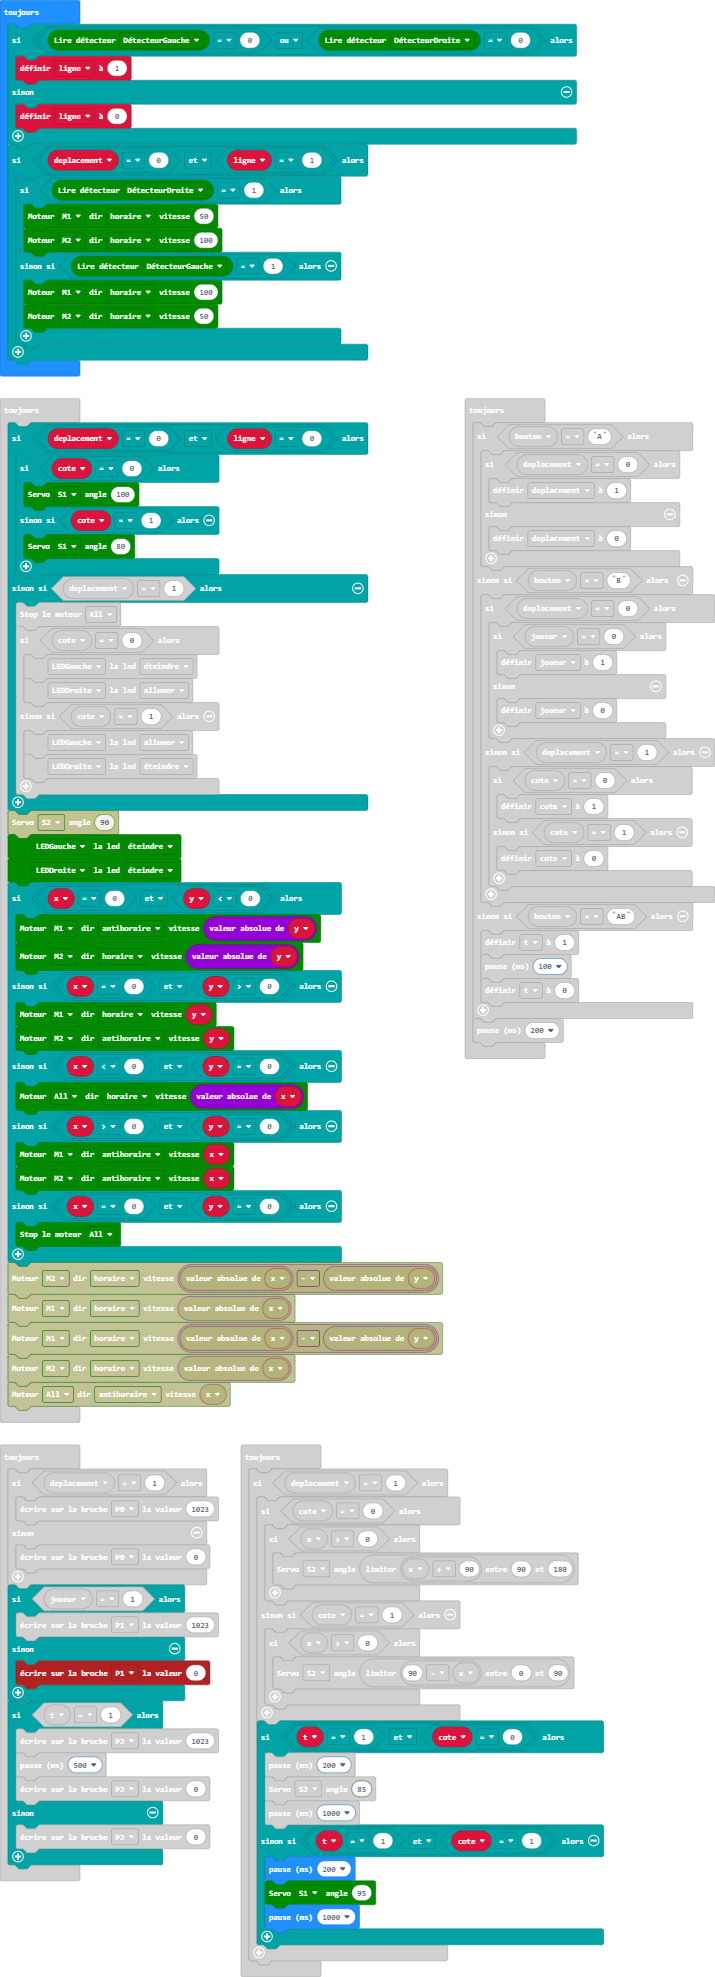 toujours
si Lire détecteur DétecteurGauche = 0 ou Lire détecteur DétecteurDroite = 0 alors
définir ligne à 1
sinon
définir ligne à 0
si deplacement = 0 et ligne = 1 alors
si Lire détecteur DétecteurDroite = 1 alors
Moteur M1 dir horaire vitesse 50
Moteur M2 dir horaire vitesse 100
sinon si Lire détecteur DétecteurGauche = 1 alors
Moteur M1 dir horaire vitesse 100
Moteur M2 dir horaire vitesse 50
toujours
si deplacement = 0 et ligne = 0 alors
si cote = 0 alors
Servo S1 angle 100
sinon si cote = 1 alors
Servo S1 angle 80
sinon si deplacement = 1 alors
Stop le moteur All
si cote = 0 alors
LEDGauche la led éteindre
LEDDroite la led allumer
sinon si cote = 1 alors
LEDGauche la led allumer
LEDDroite la led éteindre
Servo S2 angle 90
LEDGauche la led éteindre
LEDDroite la led éteindre
si x = 0 et y < 0 alors
Moteur M1 dir antihoraire vitesse valeur absolue de y
Moteur M2 dir horaire vitesse valeur absolue de y
sinon si x = 0 et y > 0 alors
Moteur M1 dir horaire vitesse y
Moteur M2 dir antihoraire vitesse y
sinon si x < 0 et y = 0 alors
Moteur All dir horaire vitesse valeur absolue de x
sinon si x > 0 et y = 0 alors
Moteur M1 dir antihoraire vitesse x
Moteur M2 dir antihoraire vitesse x
sinon si x = 0 et y = 0 alors
Stop le moteur All
Moteur M2 dir horaire vitesse valeur absolue de x - valeur absolue de y
Moteur M1 dir horaire vitesse valeur absolue de x
Moteur M1 dir horaire vitesse valeur absolue de x - valeur absolue de y
Moteur M2 dir horaire vitesse valeur absolue de x
Moteur All dir antihoraire vitesse x
toujours
si bouton = "A" alors
si deplacement = 0 alors
définir deplacement à 1
sinon
définir deplacement à 0
sinon si bouton = "B" alors
si deplacement = 0 alors
si joueur = 0 alors
définir joueur à 1
sinon
définir joueur à 0
sinon si deplacement = 1 alors
si cote = 0 alors
définir cote à 1
sinon si cote = 1 alors
définir cote à 0
sinon si bouton = "AB" alors
définir t à 1
pause (ms) 100
définir t à 0
pause (ms) 200
toujours
si deplacement = 1 alors
écrire sur la broche P0 la valeur 1023
sinon
écrire sur la broche P0 la valeur 0
si joueur = 1 alors
écrire sur la broche P1 la valeur 1023
sinon
écrire sur la broche P1 la valeur 0
si t = 1 alors
écrire sur la broche P2 la valeur 1023
pause (ms) 500
écrire sur la broche P2 la valeur 0
sinon
écrire sur la broche P2 la valeur 0
toujours
si deplacement = 1 alors
si cote = 0 alors
si x > 0 alors
Servo S2 angle limiter x + 90 entre 90 et 180
sinon si cote = 1 alors
si x > 0 alors
Servo S2 angle limiter 90 - x entre 0 et 90
si t = 1 et cote = 0 alors
pause (ms) 200
Servo S2 angle 85
pause (ms) 1000
sinon si t = 1 et cote = 1 alors
pause (ms) 200
Servo S1 angle 95
pause (ms) 1000